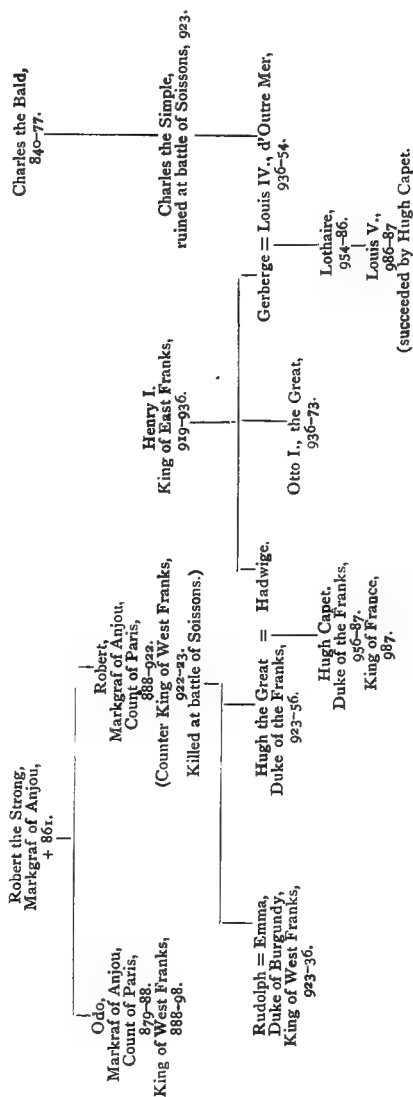 Robert the Strong,
Markgraf of Anjou,
+ 861.
Odo,
Markraf of Anjou,
Count of Paris,
879–88.
King of West Franks,
888–98.
Robert,
Markgraf of Anjou,
Count of Paris,
888–922.
(Counter King of West Franks,
922–23.
Killed at battle of Soissons.)
Henry I.
King of East Franks,
919–936.
Charles the Bald,
840–77.
Charles the Simple,
ruined at battle of Soissons, 923.
Rudolph = Emma,
Duke of Burgundy,
King of West Franks,
923–36.
Hugh the Great = Hadwige.
Duke of the Franks,
923–56.
Otto I., the Great,
936–73.
Gerberge = Louis IV., d'Outre Mer,
936–54.
Hugh Capet.
Duke of the Franks,
956–87.
King of France,
987.
Lothaire,
954–86.
Louis V.,
986–87
(succeeded by Hugh Capet.